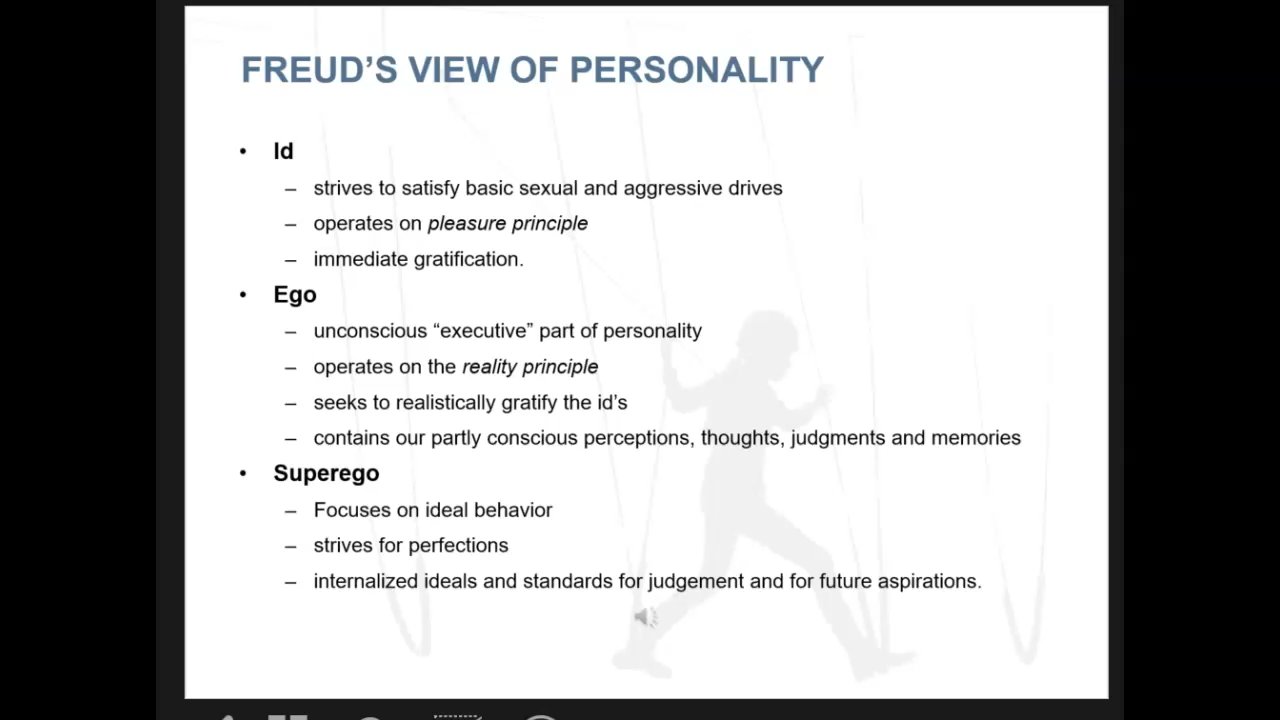 FREUD’S VIEW OF PERSONALITY
• Id
– strives to satisfy basic sexual and aggressive drives
– operates on pleasure principle
– immediate gratification.
• Ego
– unconscious “executive” part of personality
– operates on the reality principle
– seeks to realistically gratify the id’s
– contains our partly conscious perceptions, thoughts, judgments and memories
• Superego
– Focuses on ideal behavior
– strives for perfections
– internalized ideals and standards for judgement and for future aspirations.